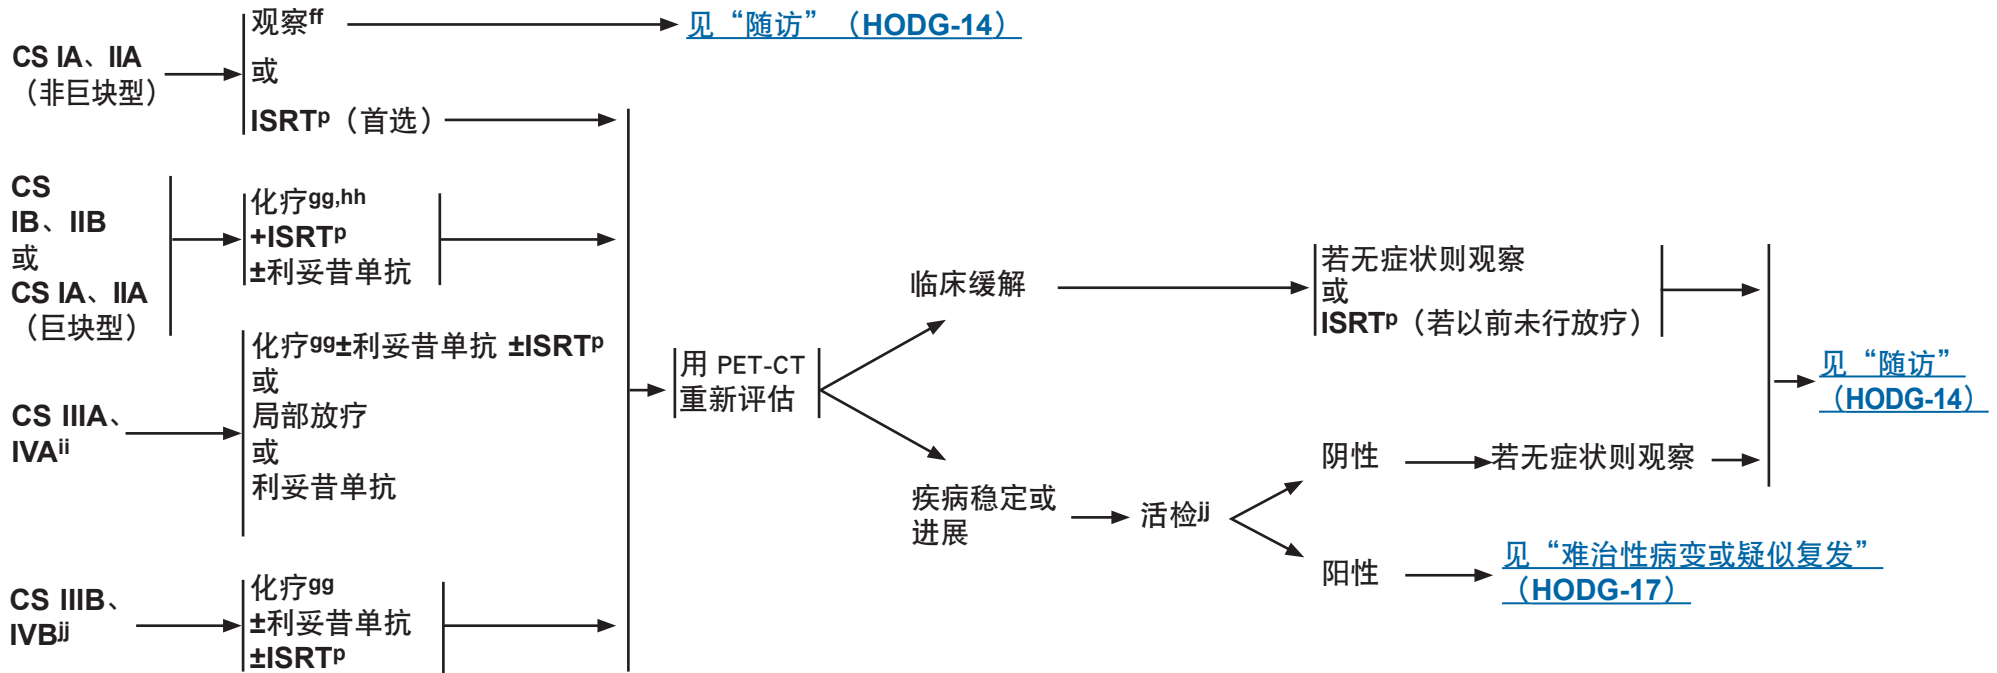 CS IA、IIA
（非巨块型）
观察ff
或
ISRTp（首选）
见“随访”（HODG-14）
CS
IB、IIB
或
CS IA、IIA
（巨块型）
化疗gg,hh
+ISRTp
±利妥昔单抗
CS IIIA、
IVAii
化疗gg±利妥昔单抗 ±ISRTp
或
局部放疗
或
利妥昔单抗
CS IIIB、
IVBjj
化疗gg
±利妥昔单抗
±ISRTp
用 PET-CT
重新评估
临床缓解
若无症状则观察
或
ISRTp（若以前未行放疗）
疾病稳定或
进展
活检jj
阴性
若无症状则观察
阳性
见“难治性病变或疑似复发”
（HODG-17）
见“随访”
（HODG-14）